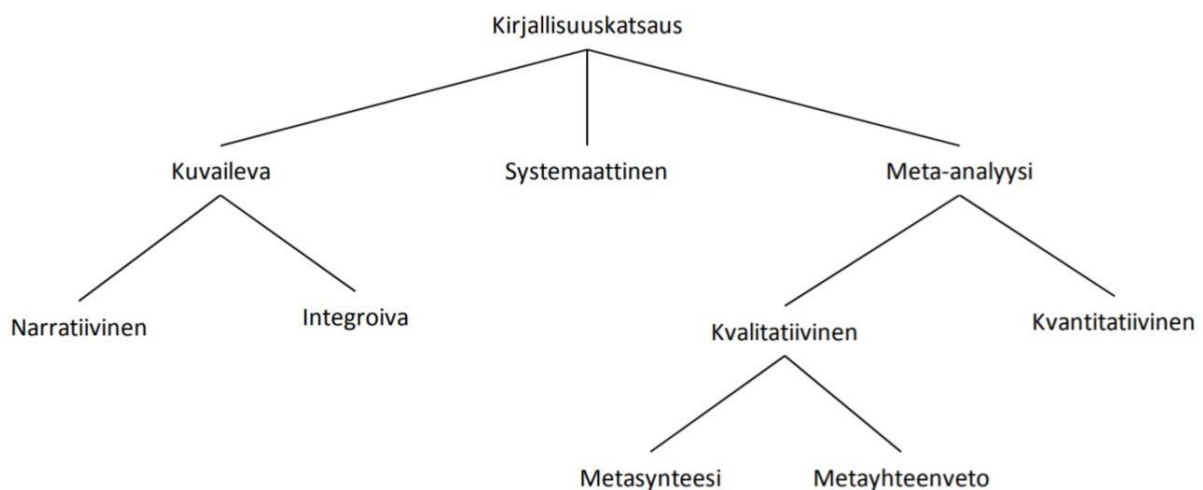 Kirjallisuuskatsaus
Kuvaileva
Systemaattinen
Meta-analyysi
Narratiivinen
Integroiva
Kvalitatiivinen
Kvantitatiivinen
Metasynteesi
Metayhteenveto